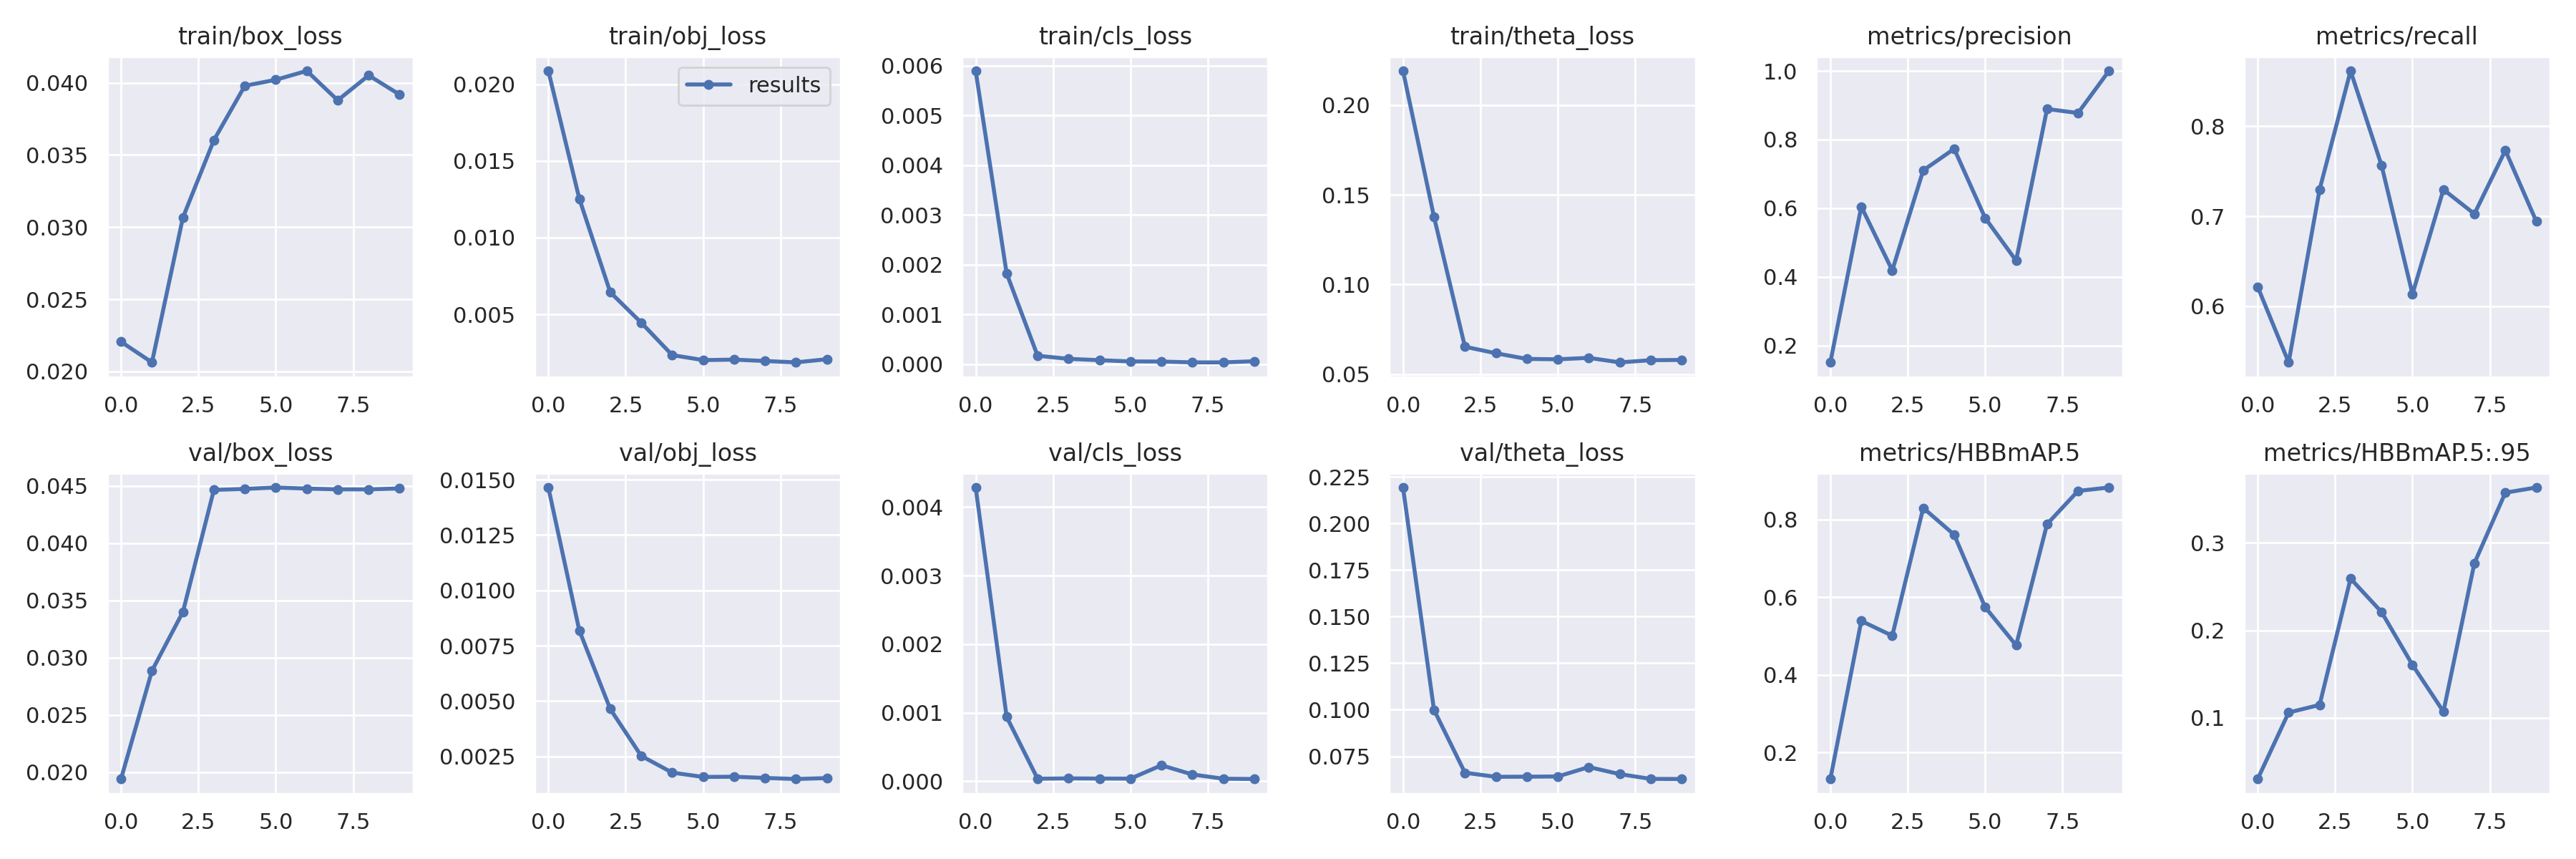 train/box_loss
0.040
0.035
0.030
0.025
0.020
0.0 2.5 5.0 7.5
train/obj_loss
results
0.020
0.015
0.010
0.005
0.0 2.5 5.0 7.5
train/cls_loss
0.006
0.005
0.004
0.003
0.002
0.001
0.000
0.0 2.5 5.0 7.5
train/theta_loss
0.20
0.15
0.10
0.05
0.0 2.5 5.0 7.5
metrics/precision
1.0
0.8
0.6
0.4
0.2
0.0 2.5 5.0 7.5
metrics/recall
0.8
0.7
0.6
0.0 2.5 5.0 7.5
val/box_loss
0.045
0.040
0.035
0.030
0.025
0.020
0.0 2.5 5.0 7.5
val/obj_loss
0.0150
0.0125
0.0100
0.0075
0.0050
0.0025
0.0 2.5 5.0 7.5
val/cls_loss
0.004
0.003
0.002
0.001
0.000
0.0 2.5 5.0 7.5
val/theta_loss
0.225
0.200
0.175
0.150
0.125
0.100
0.075
0.0 2.5 5.0 7.5
metrics/HBBmAP.5
0.8
0.6
0.4
0.2
0.0 2.5 5.0 7.5
metrics/HBBmAP.5:.95
0.3
0.2
0.1
0.0 2.5 5.0 7.5